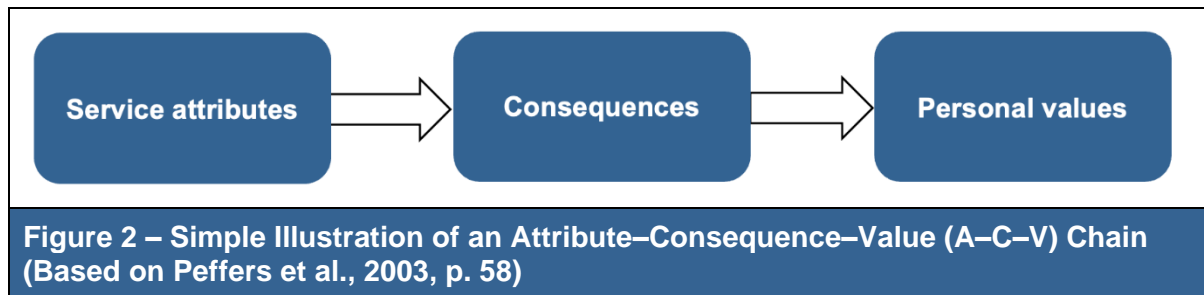 Service attributes
Consequences
Personal values
Figure 2 – Simple Illustration of an Attribute–Consequence–Value (A–C–V) Chain
(Based on Peffers et al., 2003, p. 58)